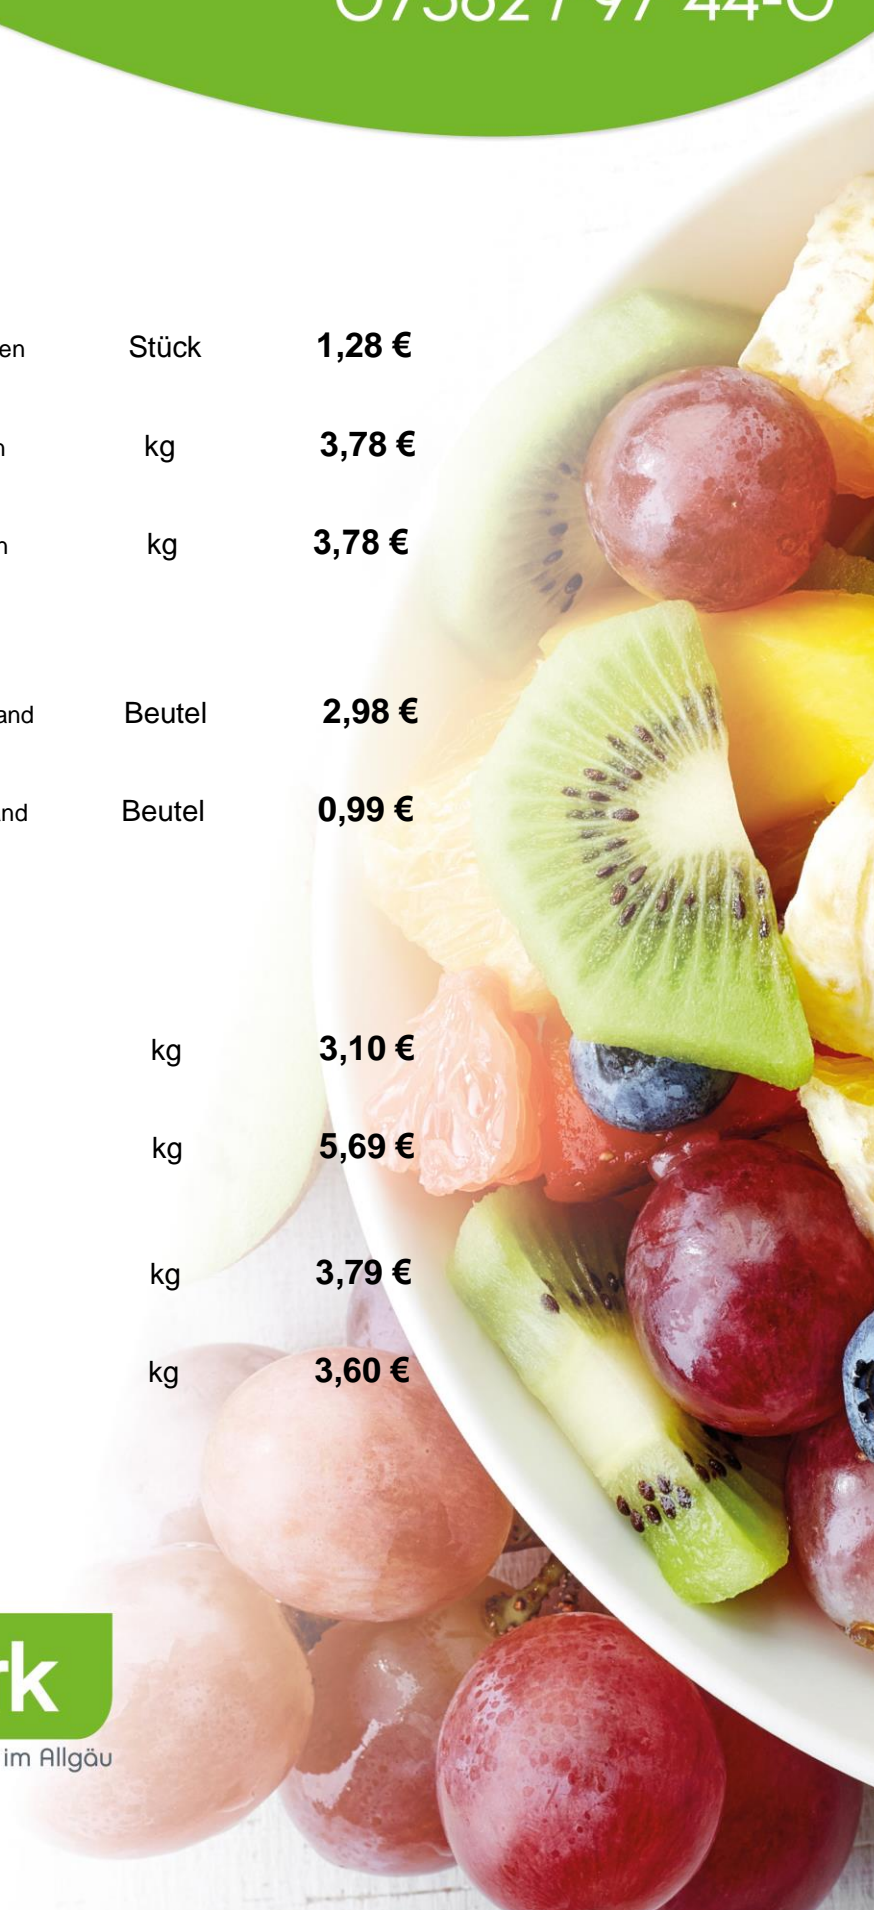 07582 / 97 44-0
en Stück 1,28 €
n kg 3,78 €
n kg 3,78 €
and Beutel 2,98 €
nd Beutel 0,99 €
kg 3,10 €
kg 5,69 €
kg 3,79 €
kg 3,60 €
rk
im Allgäu